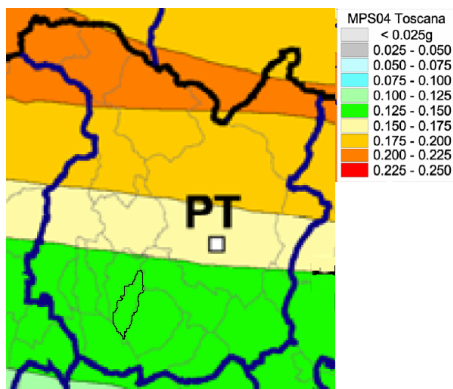 MPS04 Toscana
< 0.025g
0.025 - 0.050
0.050 - 0.075
0.075 - 0.100
0.100 - 0.125
0.125 - 0.150
0.150 - 0.175
0.175 - 0.200
0.200 - 0.225
0.225 - 0.250
PT